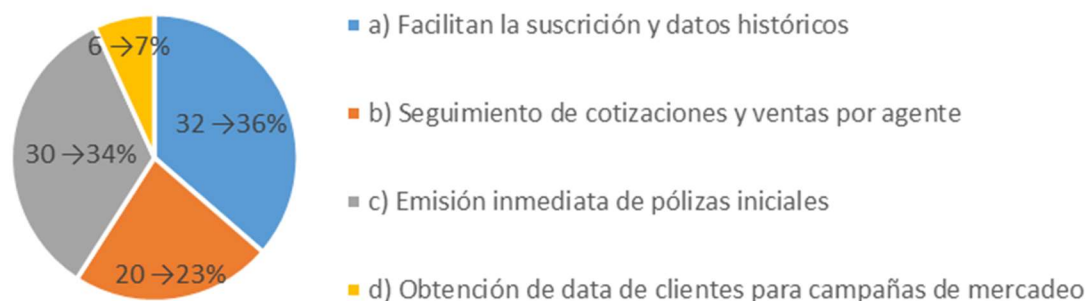 6 →7%
32 →36%
30 →34%
20 →23%
a) Facilitan la suscrición y datos históricos
b) Seguimiento de cotizaciones y ventas por agente
c) Emisión inmediata de pólizas iniciales
d) Obtención de data de clientes para campañas de mercadeo